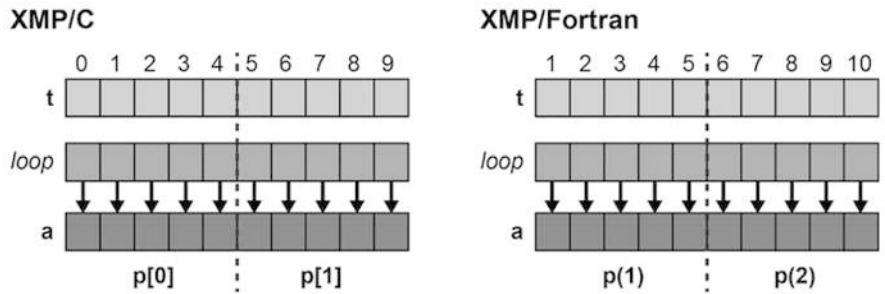 XMP/C
0 1 2 3 4 5 6 7 8 9
t
loop
a
p[0] p[1]
XMP/Fortran
1 2 3 4 5 6 7 8 9 10
t
loop
a
p(1) p(2)